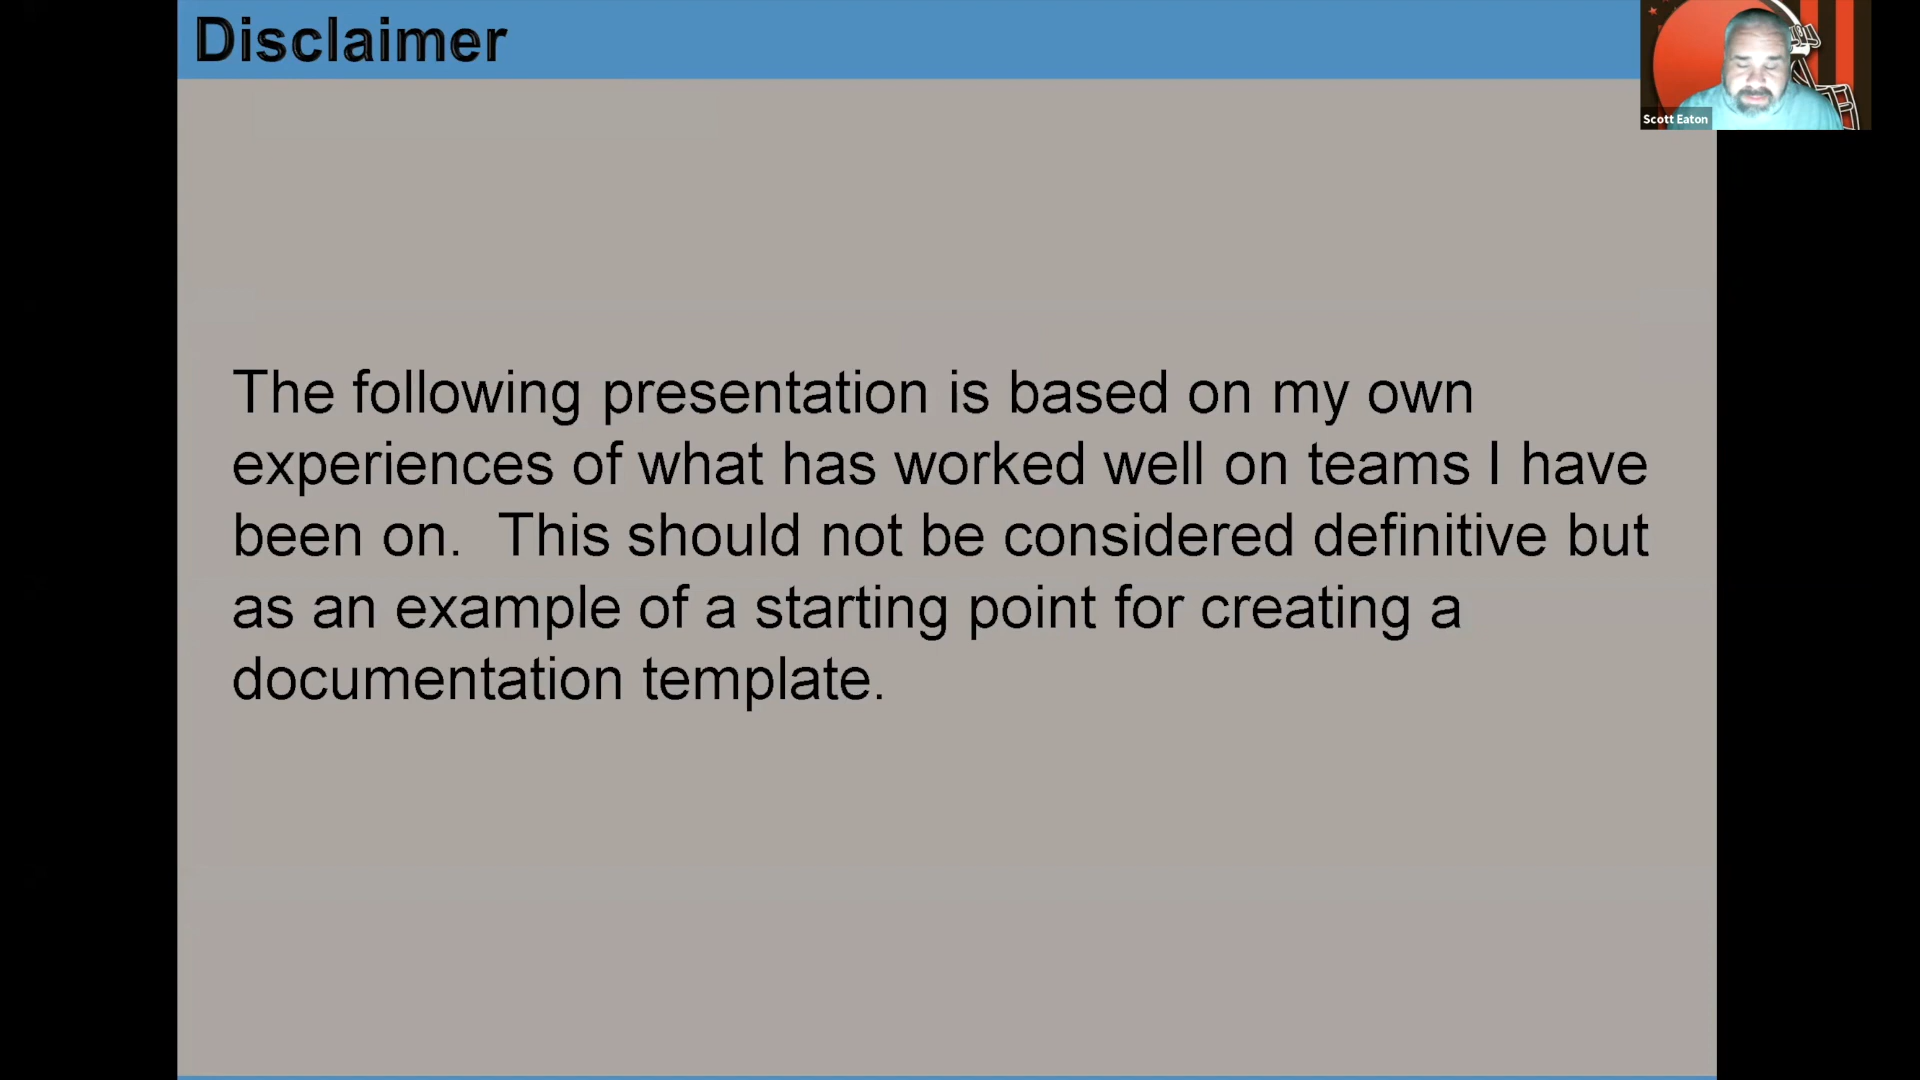 Disclaimer
Scott Eaton
The following presentation is based on my own
experiences of what has worked well on teams I have
been on.  This should not be considered definitive but
as an example of a starting point for creating a
documentation template.